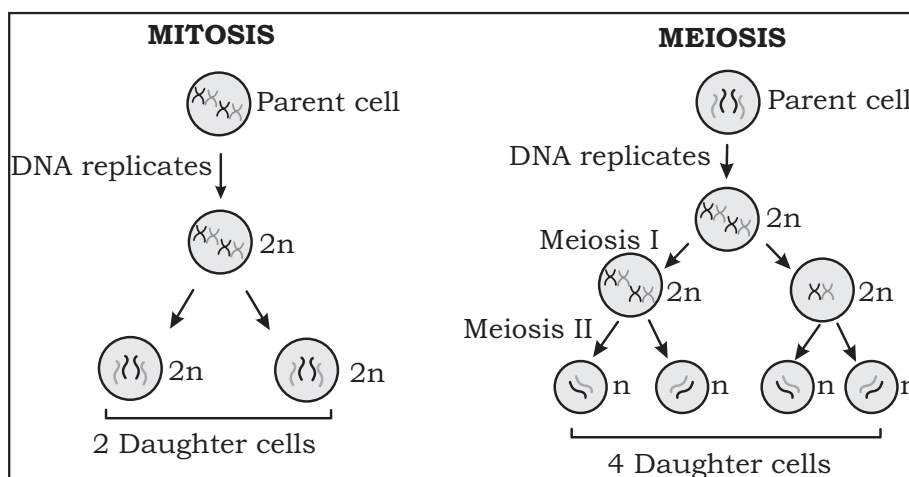 MITOSIS
Parent cell
DNA replicates
2n
2n
2n
2 Daughter cells
MEIOSIS
Parent cell
DNA replicates
2n
Meiosis I
2n
2n
Meiosis II
n
n
n
n
4 Daughter cells